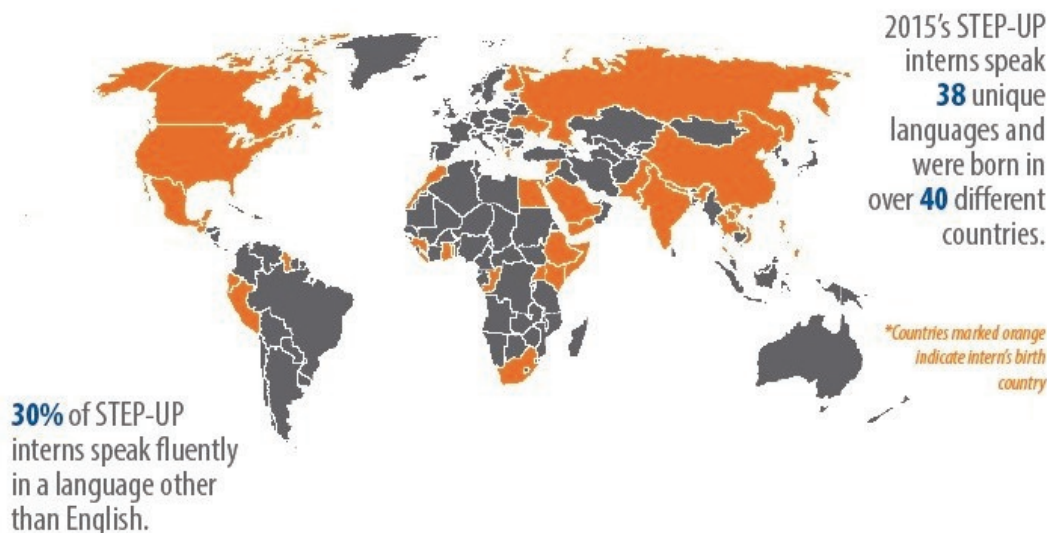 2015's STEP-UP
interns speak
38 unique
languages and
were born in
over 40 different
countries.
*Countries marked orange
indicate intern's birth
country
30% of STEP-UP
interns speak fluently
in a language other
than English.